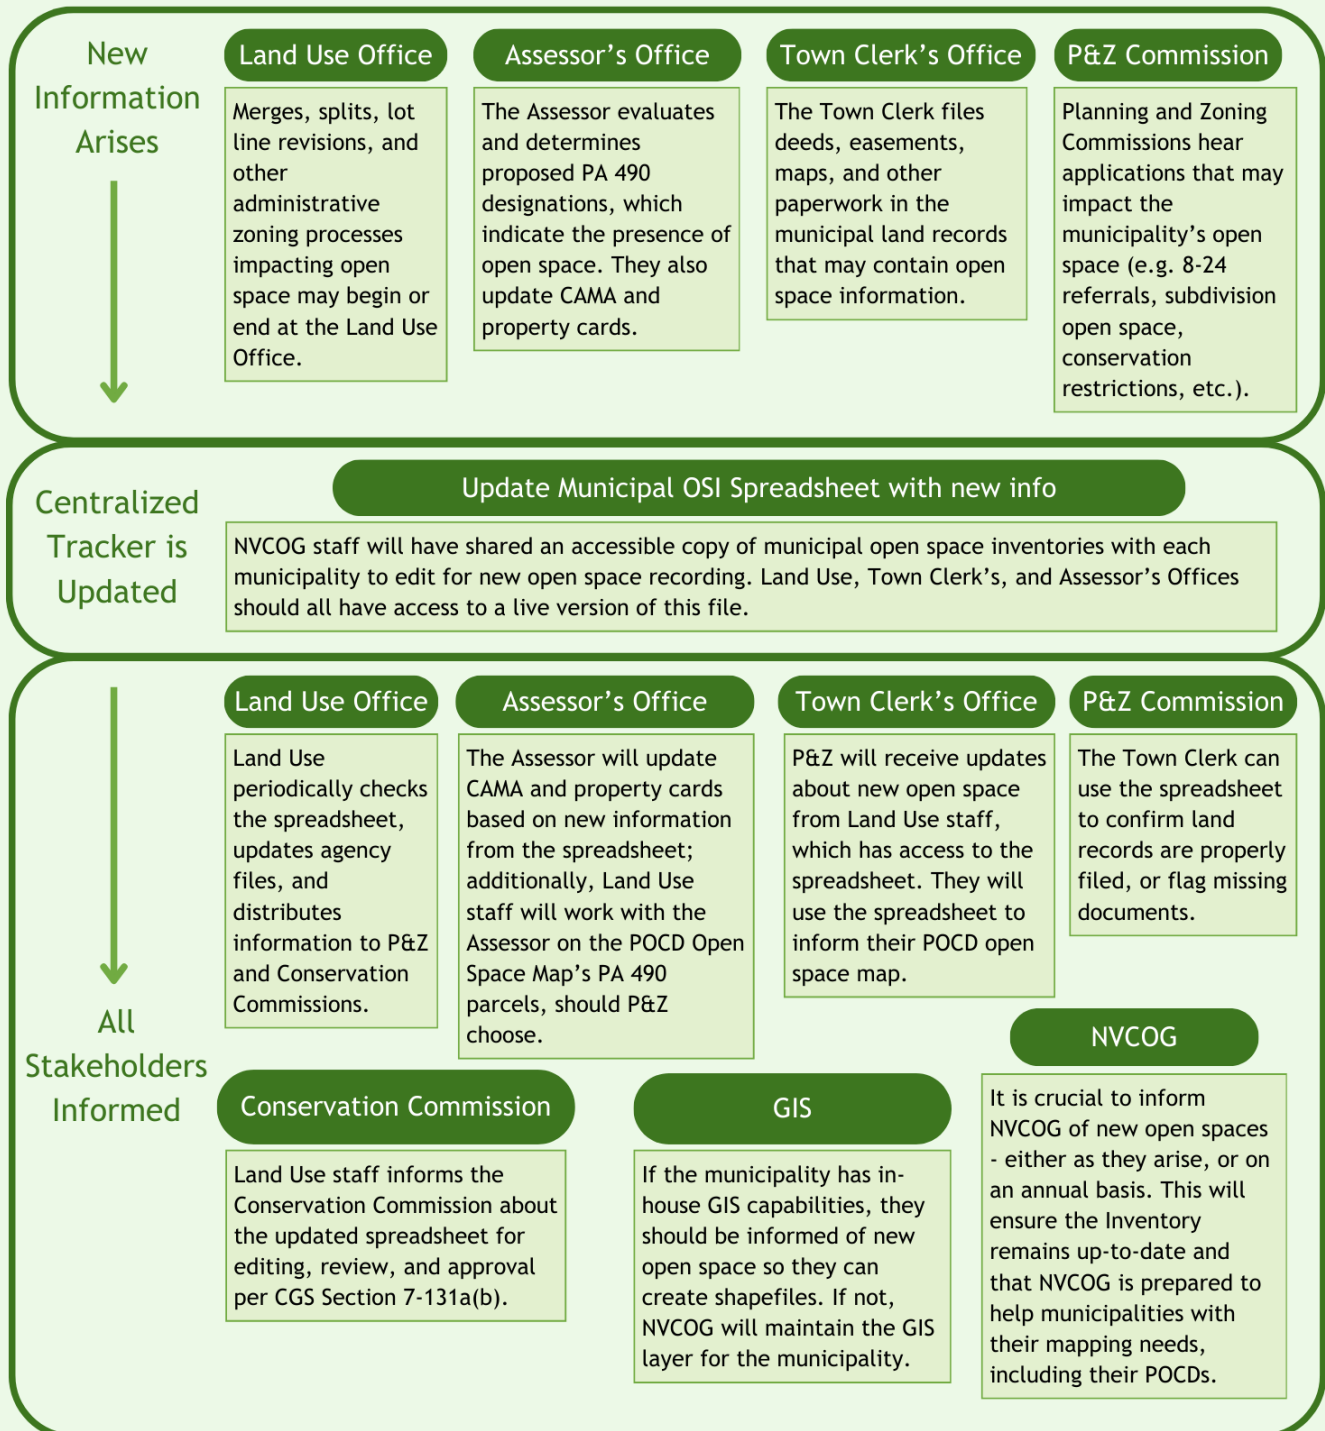 New
Information
Arises
Land Use Office
Merges, splits, lot
line revisions, and
other
administrative
zoning processes
impacting open
space may begin or
end at the Land Use
Office.
Assessor’s Office
The Assessor evaluates
and determines
proposed PA 490
designations, which
indicate the presence of
open space. They also
update CAMA and
property cards.
Town Clerk’s Office
The Town Clerk files
deeds, easements,
maps, and other
paperwork in the
municipal land records
that may contain open
space information.
P&Z Commission
Planning and Zoning
Commissions hear
applications that may
impact the
municipality’s open
space (e.g. 8-24
referrals, subdivision
open space,
conservation
restrictions, etc.).
Centralized
Tracker is
Updated
Update Municipal OSI Spreadsheet with new info
NVCOG staff will have shared an accessible copy of municipal open space inventories with each
municipality to edit for new open space recording. Land Use, Town Clerk’s, and Assessor’s Offices
should all have access to a live version of this file.
All
Stakeholders
Informed
Land Use Office
Land Use
periodically checks
the spreadsheet,
updates agency
files, and
distributes
information to P&Z
and Conservation
Commissions.
Assessor’s Office
The Assessor will update
CAMA and property cards
based on new information
from the spreadsheet;
additionally, Land Use
staff will work with the
Assessor on the POCD Open
Space Map’s PA 490
parcels, should P&Z
choose.
Town Clerk’s Office
P&Z will receive updates
about new open space
from Land Use staff,
which has access to the
spreadsheet. They will
use the spreadsheet to
inform their POCD open
space map.
P&Z Commission
The Town Clerk can
use the spreadsheet
to confirm land
records are properly
filed, or flag missing
documents.
Conservation Commission
Land Use staff informs the
Conservation Commission about
the updated spreadsheet for
editing, review, and approval
per CGS Section 7-131a(b).
GIS
If the municipality has in-
house GIS capabilities, they
should be informed of new
open space so they can
create shapefiles. If not,
NVCOG will maintain the GIS
layer for the municipality.
NVCOG
It is crucial to inform
NVCOG of new open spaces
- either as they arise, or on
an annual basis. This will
ensure the Inventory
remains up-to-date and
that NVCOG is prepared to
help municipalities with
their mapping needs,
including their POCDs.